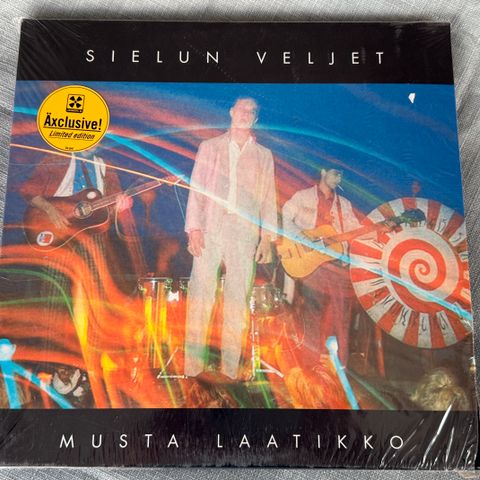 SIELUN VELJET
Äxclusive!
Limited edition
MUSTA LAATIKKO